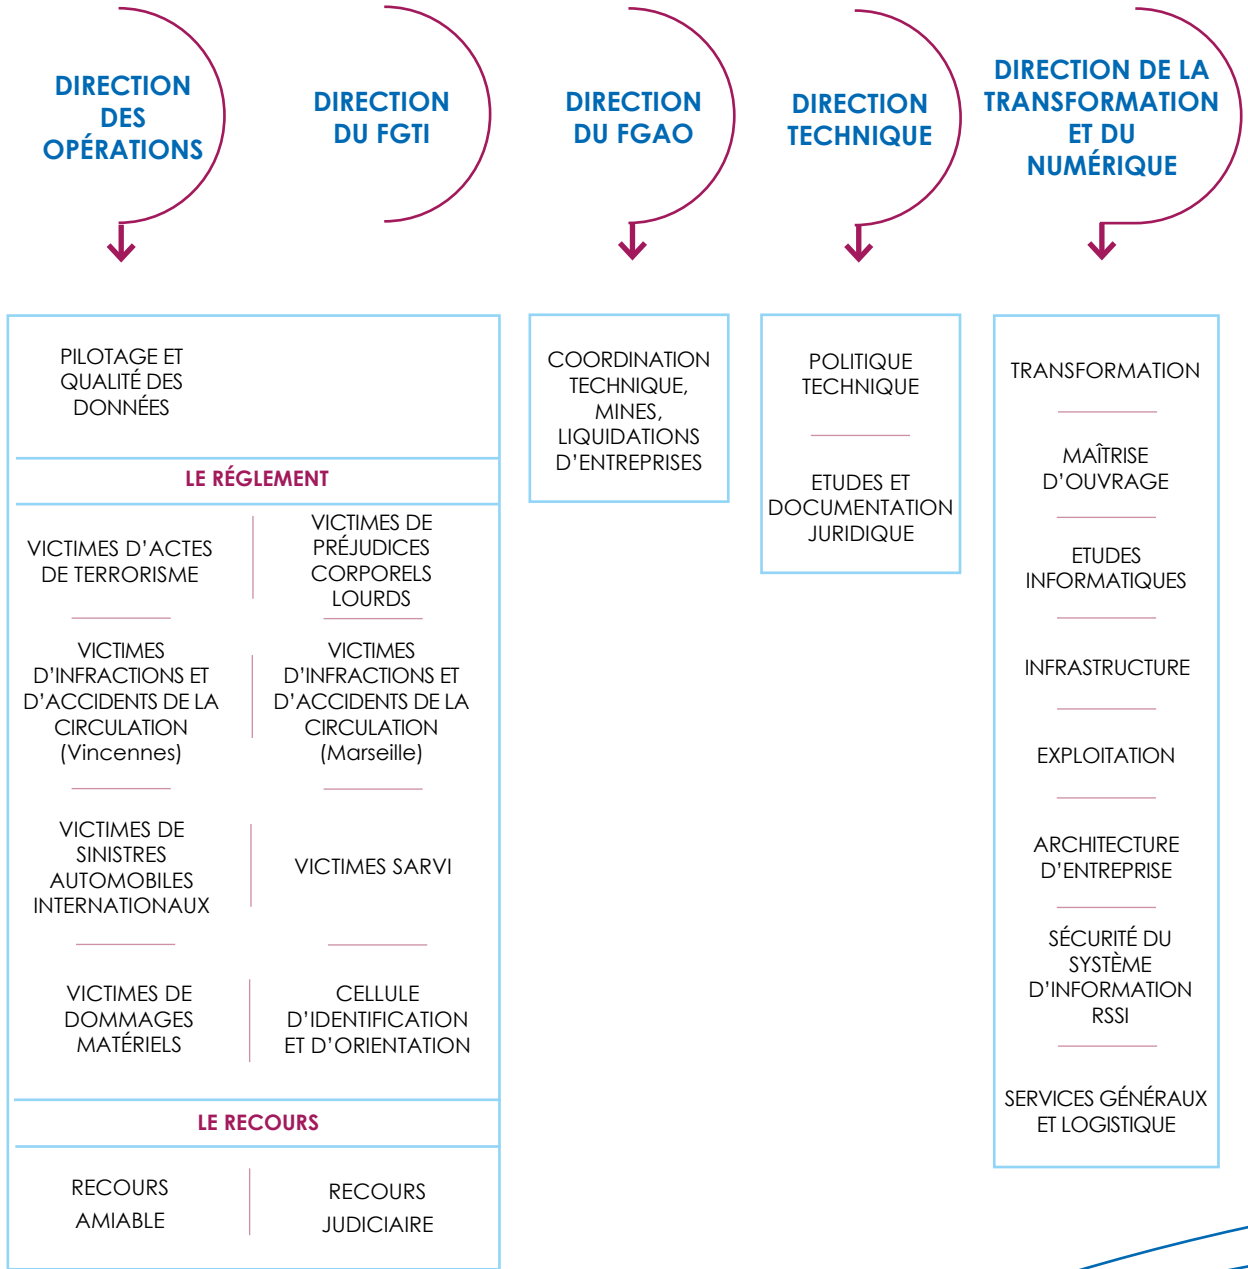 DIRECTION
DES
OPÉRATIONS
DIRECTION
DU FGTI
DIRECTION
DU FGAO
DIRECTION
TECHNIQUE
DIRECTION DE LA
TRANSFORMATION
ET DU
NUMÉRIQUE
PILOTAGE ET
QUALITÉ DES
DONNÉES
LE RÉGLEMENT
VICTIMES D'ACTES
DE TERRORISME
VICTIMES DE
PRÉJUDICES
CORPORELS
LOURDS
VICTIMES
D'INFRACTIONS ET
D'ACCIDENTS DE LA
CIRCULATION
(Vincennes)
VICTIMES
D'INFRACTIONS ET
D'ACCIDENTS DE LA
CIRCULATION
(Marseille)
VICTIMES DE
SINISTRES
AUTOMOBILES
INTERNATIONAUX
VICTIMES SARVI
VICTIMES DE
DOMMAGES
MATÉRIELS
CELLULE
D'IDENTIFICATION
ET D'ORIENTATION
LE RECOURS
RECOURS
AMIABLE
RECOURS
JUDICIAIRE
COORDINATION
TECHNIQUE,
MINES,
LIQUIDATIONS
D'ENTREPRISES
POLITIQUE
TECHNIQUE
ETUDES ET
DOCUMENTATION
JURIDIQUE
TRANSFORMATION
MAÎTRISE
D'OUVRAGE
ETUDES
INFORMATIQUES
INFRASTRUCTURE
EXPLOITATION
ARCHITECTURE
D'ENTREPRISE
SÉCURITÉ DU
SYSTÈME
D'INFORMATION
RSSI
SERVICES GÉNÉRAUX
ET LOGISTIQUE